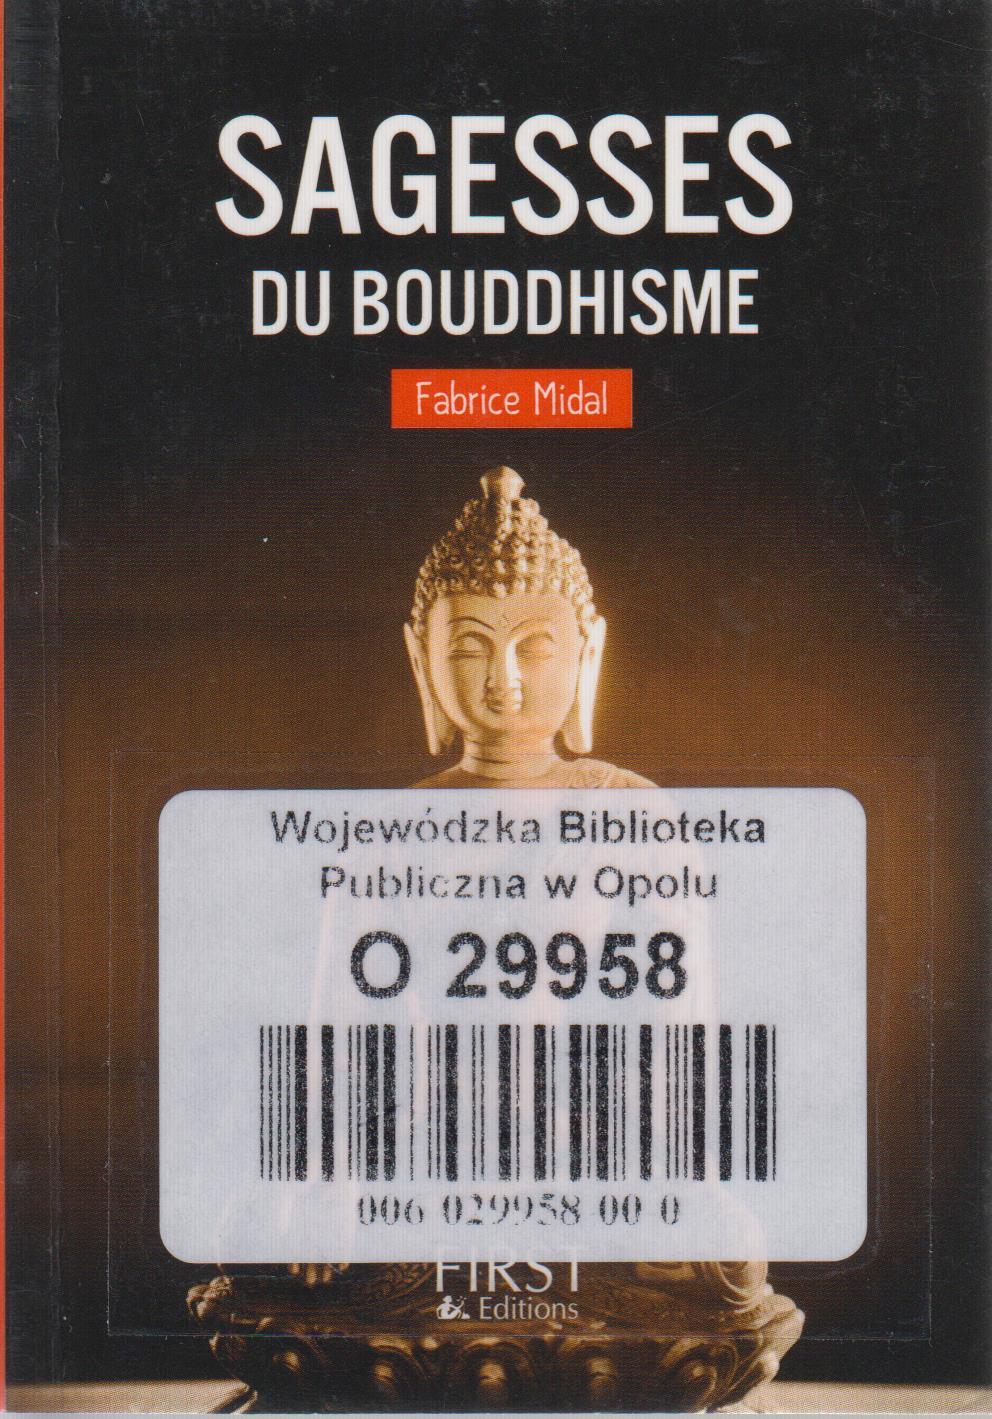 SAGESSES
DU BOUDDHISME
Fabrice Midal
Wojewódzka Biblioteka
Publiczna w Opolu
O 29958
006 029958 00 0
FIRST
Editions